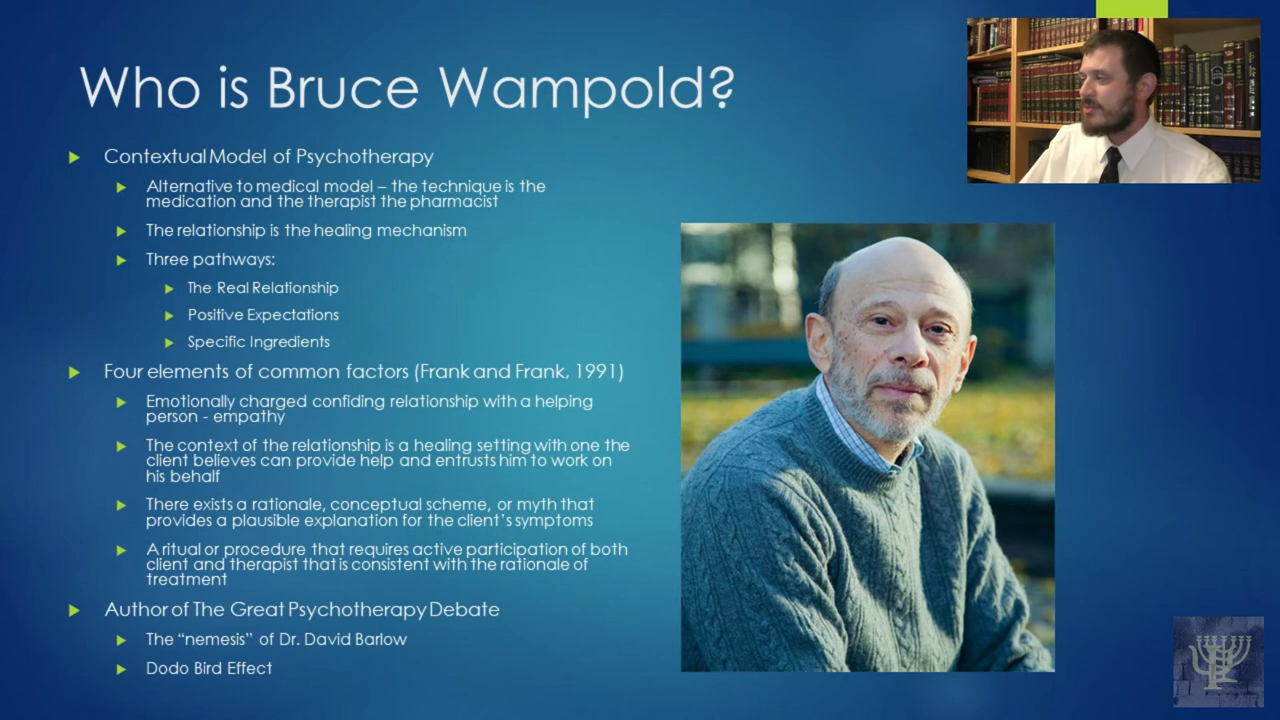 Who is Bruce Wampold?
Contextual Model of Psychotherapy
Alternative to medical model – the technique is the
medication and the therapist the pharmacist
The relationship is the healing mechanism
Three pathways:
The Real Relationship
Positive Expectations
Specific Ingredients
Four elements of common factors (Frank and Frank, 1991)
Emotionally charged confiding relationship with a helping
person - empathy
The context of the relationship is a healing setting with one the
client believes can provide help and entrusts him to work on
his behalf
There exists a rationale, conceptual scheme, or myth that
provides a plausible explanation for the client's symptoms
A ritual or procedure that requires active participation of both
client and therapist that is consistent with the rationale of
treatment
Author of The Great Psychotherapy Debate
The “nemesis” of Dr. David Barlow
Dodo Bird Effect